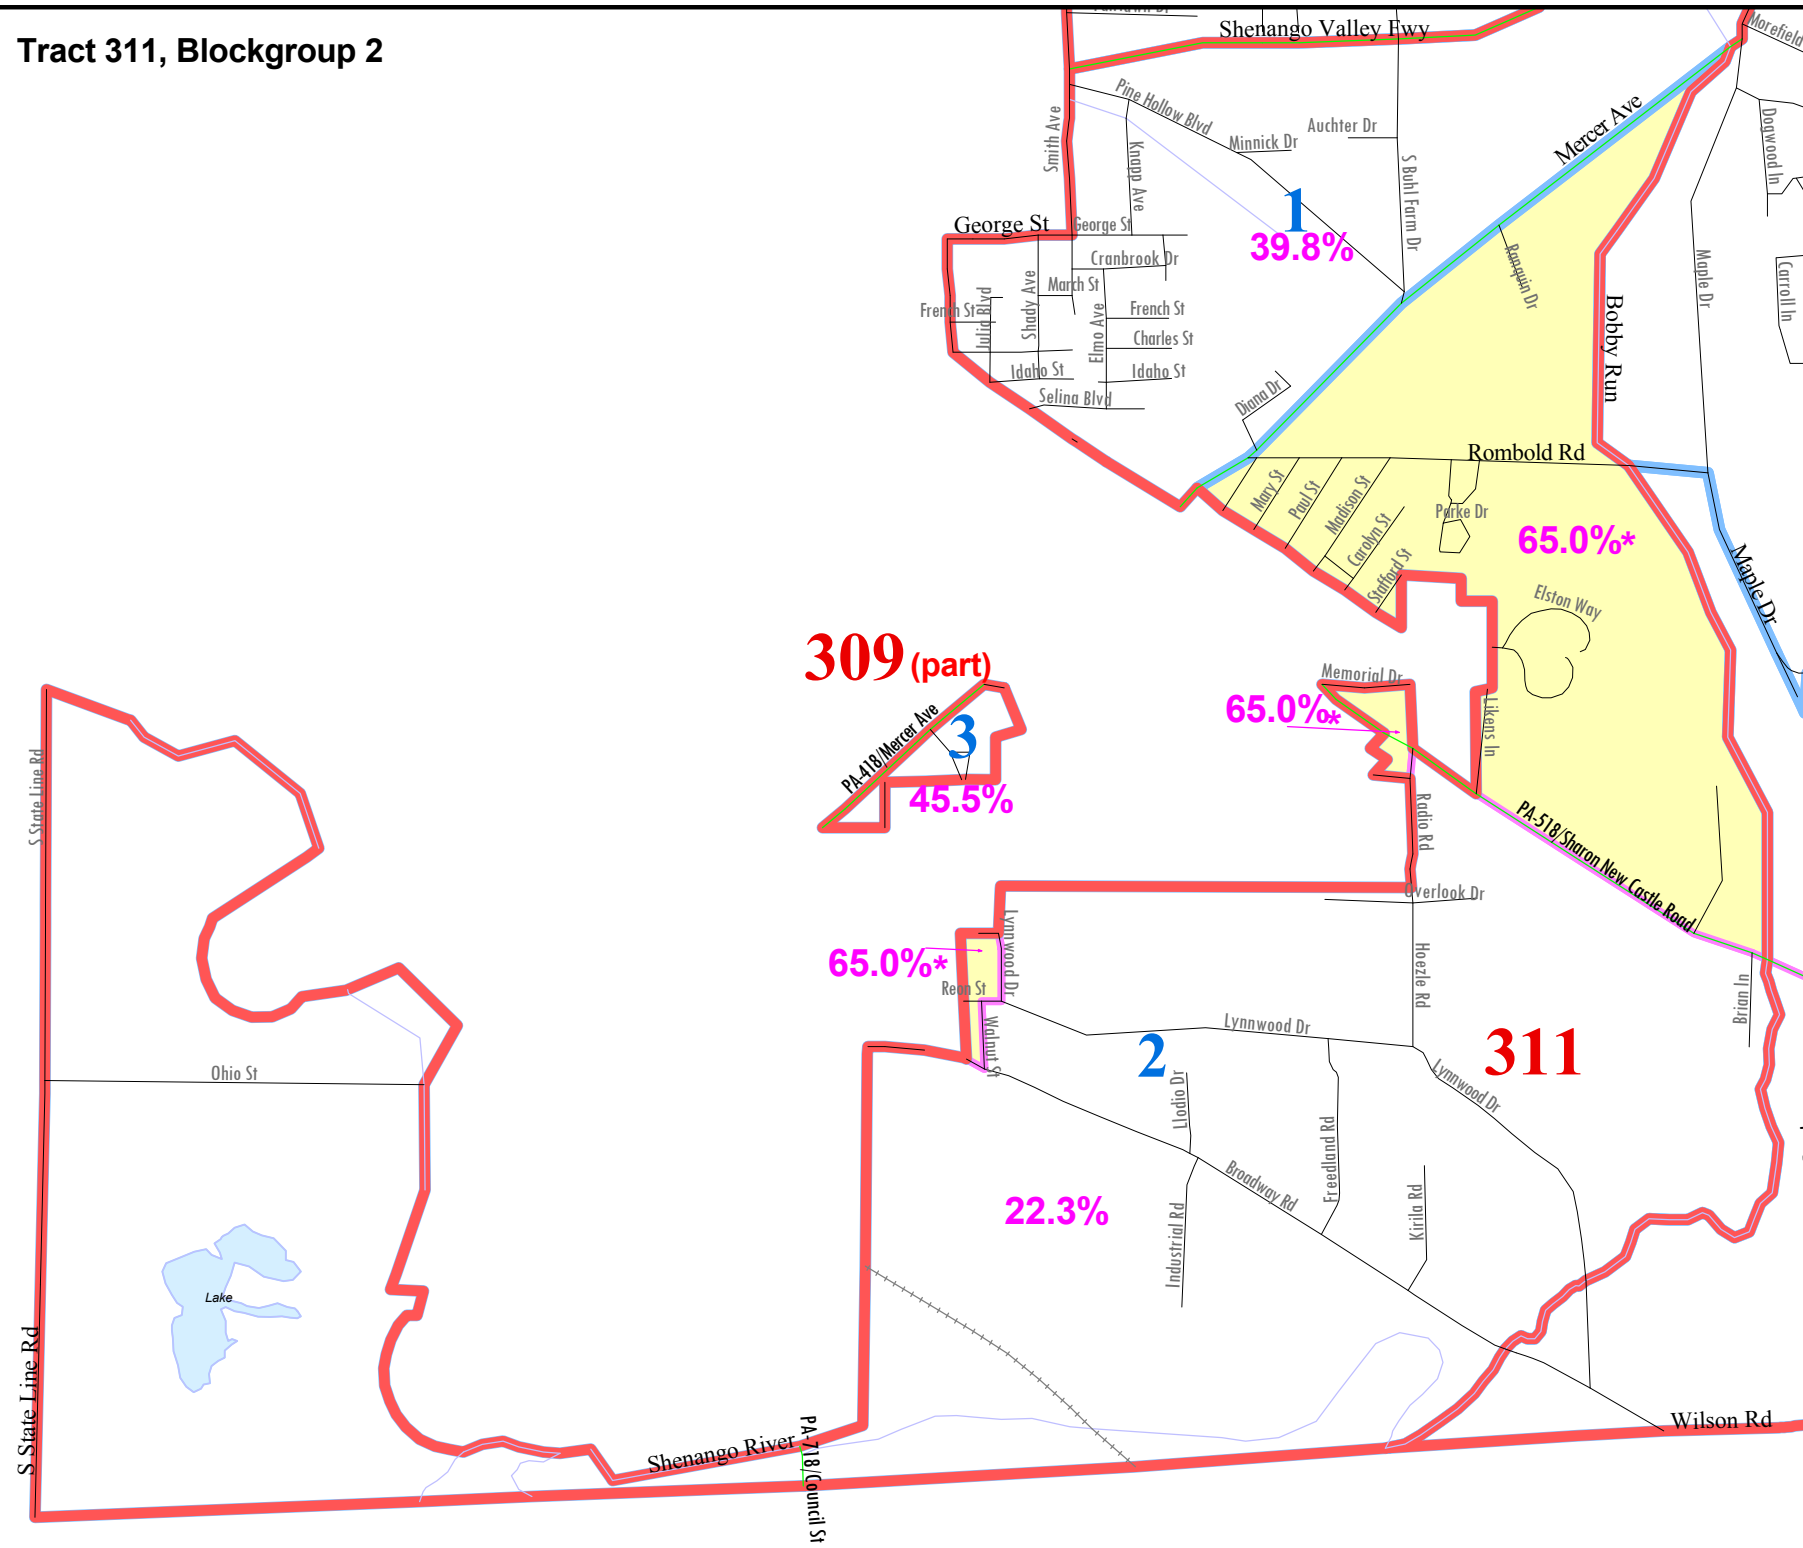 Tract 311, Blockgroup 2
Shenango Valley Fwy
Morefield
Pine Hollow Blvd
Smith Ave
Knapp Ave
Minnick Dr
Auchter Dr
S Buhl Farm Dr
Mercer Ave
Dogwood ln
1
39.8%
George St
George St
Cranbrook Dr
March St
Shady Ave
Julia Blvd
French St
Elmo Ave
French St
Charles St
Idaho St
Idaho St
Selina Blvd
Diana Dr
Ranquin Dr
Bobby Run
Maple Dr
Carroll ln
Rombold Rd
Mary St
Paul St
Madison St
Carolyn St
Stafford St
Parke Dr
65.0%*
Maple Dr
Elston Way
309 (part)
Memorial Dr
65.0%*
Likens ln
PA-418/Mercer Ave
3
45.5%
S State Line Rd
Radio Rd
PA-518/Sharon New Castle Road
Overlook Dr
Lynnwood Dr
65.0%*
Reon St
Walnut St
Hoezle Rd
Brian ln
Lynnwood Dr
2
311
Lynnwood Dr
Ohio St
Llodio Dr
Freedland Rd
Broadway Rd
Kirila Rd
22.3%
Industrial Rd
Lake
S State Line Rd
Shenango River
PA-718/Council St
Wilson Rd